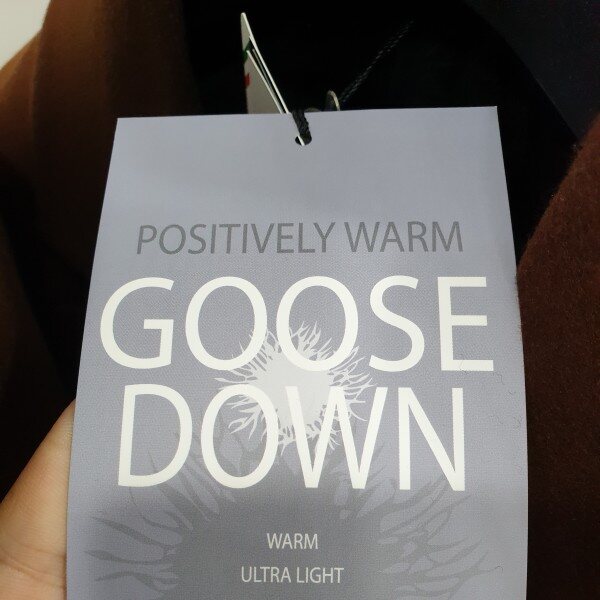 POSITIVELY WARM
GOOSE
DOWN
WARM
ULTRA LIGHT